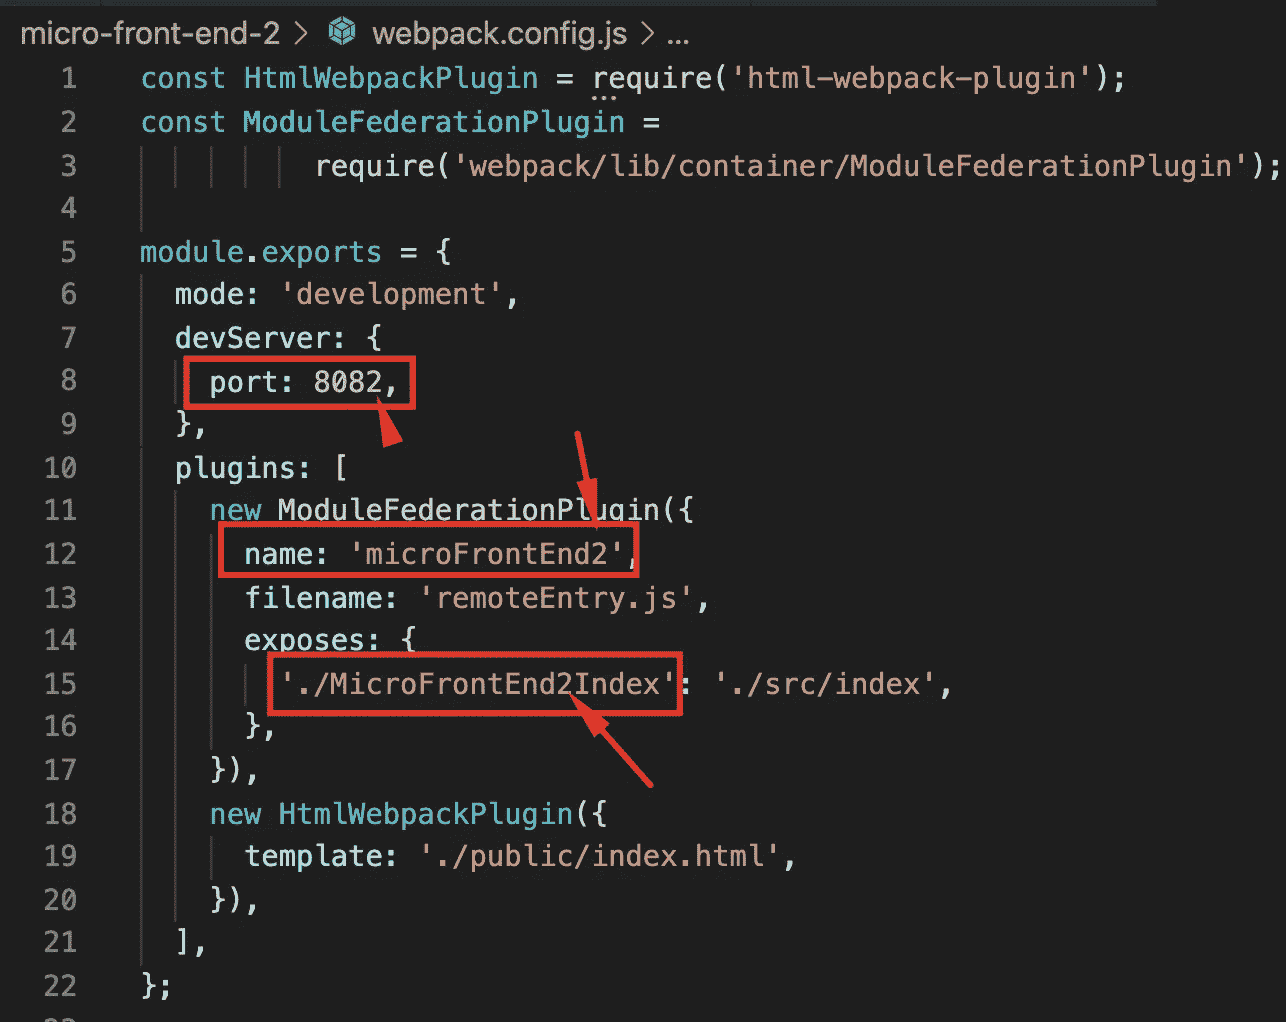 micro-front-end-2 > webpack.config.js > ...
1 const HtmlWebpackPlugin = require('html-webpack-plugin');
2 const ModuleFederationPlugin =
3 require('webpack/lib/container/ModuleFederationPlugin');
4
5 module.exports = {
6 mode: 'development',
7 devServer: {
8 port: 8082,
9 },
10 plugins: [
11 new ModuleFederationPlugin({
12 name: 'microFrontEnd2',
13 filename: 'remoteEntry.js',
14 exposes: {
15 './MicroFrontEnd2Index': './src/index',
16 },
17 }),
18 new HtmlWebpackPlugin({
19 template: './public/index.html',
20 }),
21 ],
22 };